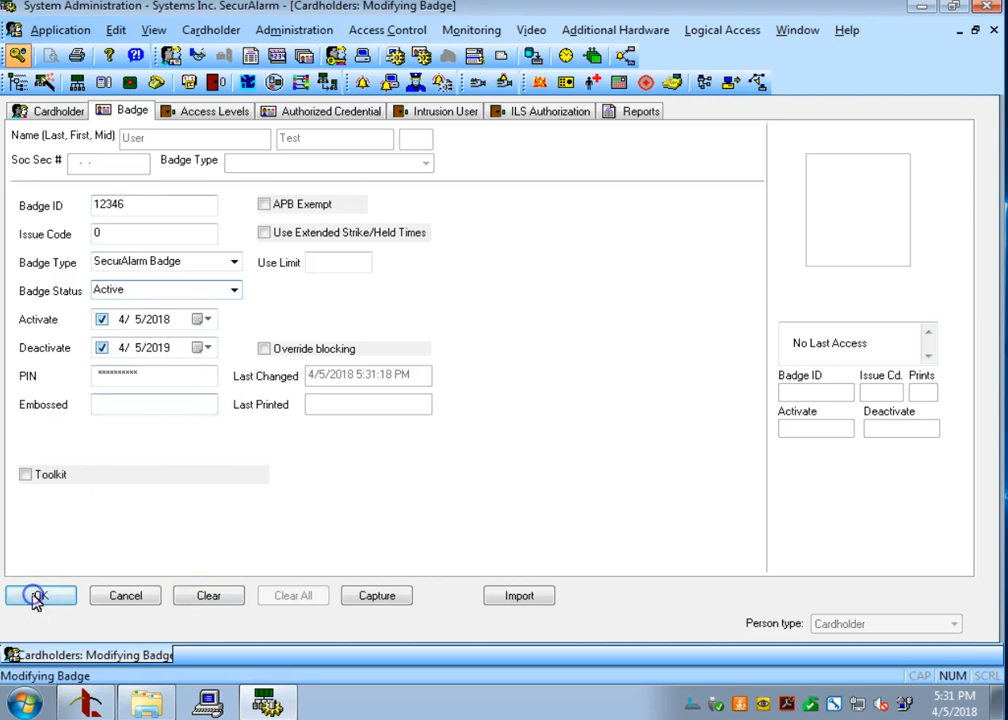 System Administration - Systems Inc. SecurAlarm - [Cardholders: Modifying Badge]
Application Edit View Cardholder Administration Access Control Monitoring Video Additional Hardware Logical Access Window Help
Cardholder Badge Access Levels Authorized Credential Intrusion User ILS Authorization Reports
Name (Last, First, Mid) User Test
Soc Sec # - - Badge Type
Badge ID 12346 APB Exempt
Issue Code 0 Use Extended Strike/Held Times
Badge Type SecurAlarm Badge Use Limit
Badge Status Active
Activate 4/ 5/2018
Deactivate 4/ 5/2019 Override blocking
PIN ********** Last Changed 4/5/2018 5:31:18 PM
Embossed Last Printed
Toolkit
No Last Access
Badge ID Issue Cd. Prints
Activate Deactivate
OK Cancel Clear Clear All Capture Import
Person type: Cardholder
Cardholders: Modifying Badge
Modifying Badge CAP NUM SCRL
5:31 PM
4/5/2018